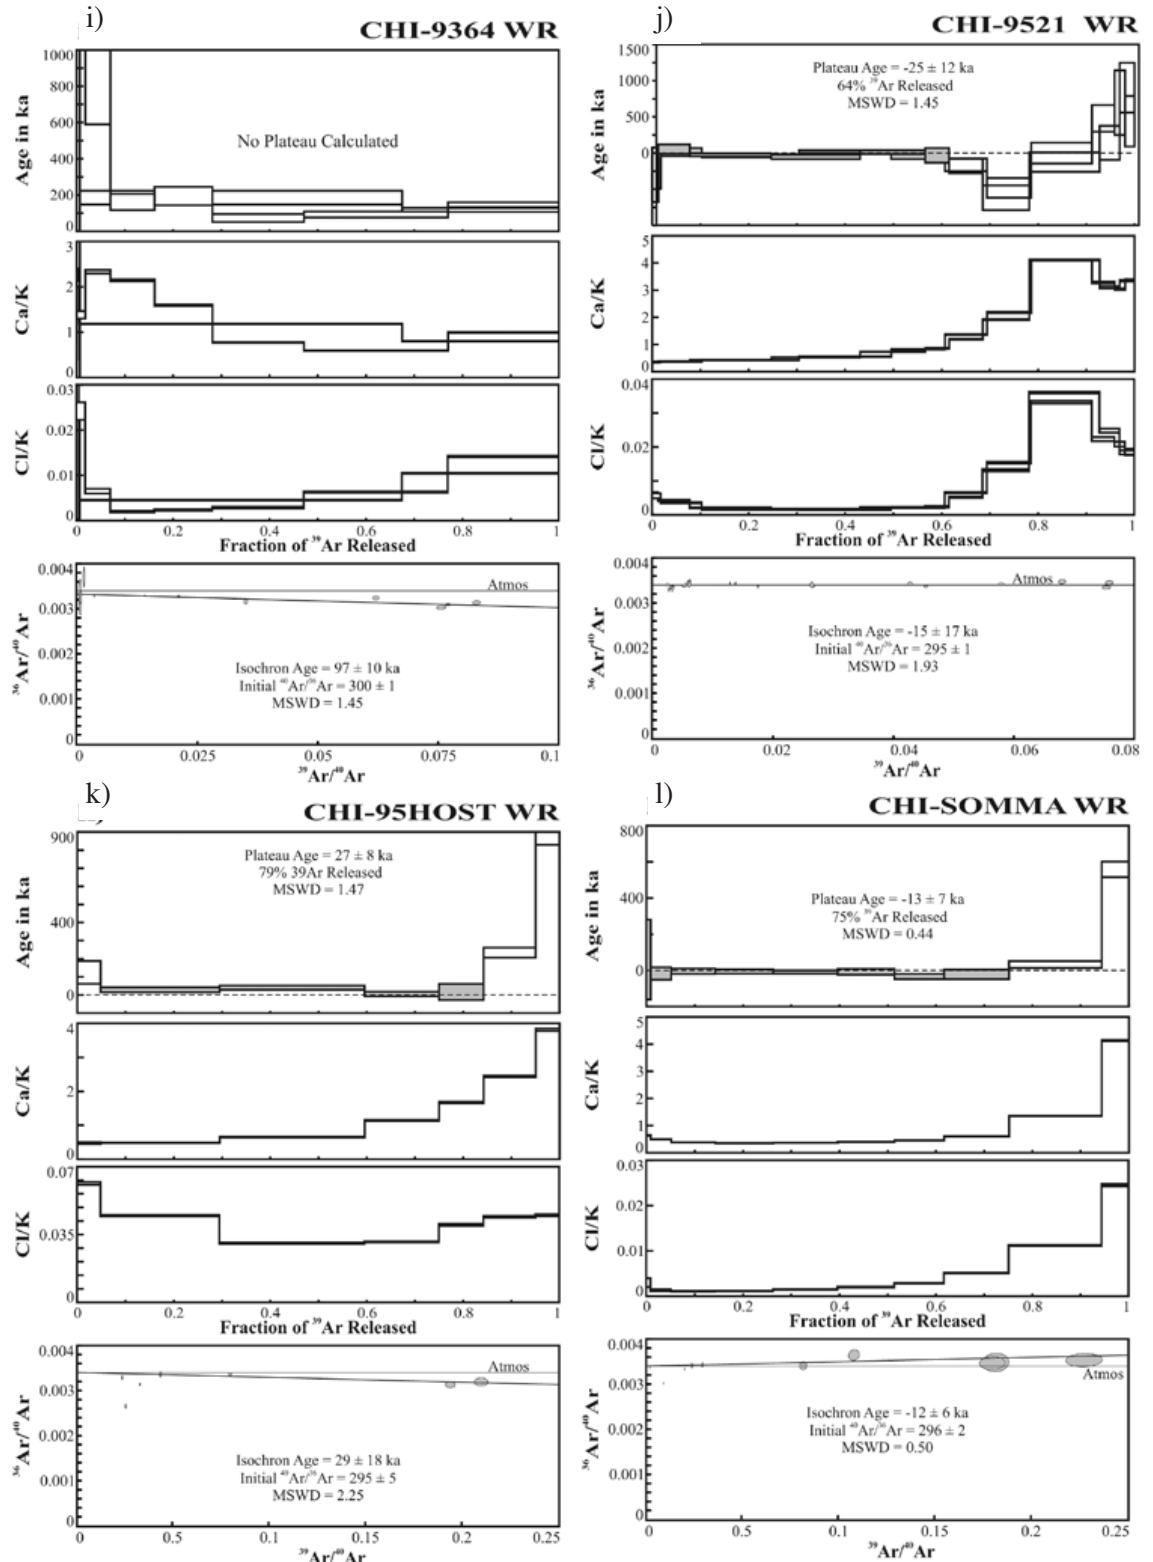 i)
CHI-9364 WR
1000
800
600
400
200
0
Age in ka
No Plateau Calculated
3
2
1
0
Ca/K
0.03
0.02
0.01
0
Cl/K
0 0.2 0.4 0.6 0.8 1
Fraction of ³⁹Ar Released
0.004
0.003
0.002
0.001
0
³⁶Ar/⁴⁰Ar
Atmos
Isochron Age = 97 ± 10 ka
Initial ⁴⁰Ar/³⁶Ar = 300 ± 1
MSWD = 1.45
0 0.025 0.05 0.075 0.1
³⁹Ar/⁴⁰Ar
j)
CHI-9521 WR
1500
1000
500
0
Age in ka
Plateau Age = -25 ± 12 ka
64% ³⁹Ar Released
MSWD = 1.45
5
4
3
2
1
0
Ca/K
0.04
0.02
0
Cl/K
0 0.2 0.4 0.6 0.8 1
Fraction of ³⁹Ar Released
0.004
0.003
0.002
0.001
0
³⁶Ar/⁴⁰Ar
Atmos
Isochron Age = -15 ± 17 ka
Initial ⁴⁰Ar/³⁶Ar = 295 ± 1
MSWD = 1.93
0 0.02 0.04 0.06 0.08
³⁹Ar/⁴⁰Ar
k)
CHI-95HOST WR
900
400
0
Age in ka
Plateau Age = 27 ± 8 ka
79% 39Ar Released
MSWD = 1.47
4
2
0
Ca/K
0.07
0.035
0
Cl/K
0 0.2 0.4 0.6 0.8 1
Fraction of ³⁹Ar Released
0.004
0.003
0.002
0.001
0
³⁶Ar/⁴⁰Ar
Atmos
Isochron Age = 29 ± 18 ka
Initial ⁴⁰Ar/³⁶Ar = 295 ± 5
MSWD = 2.25
0 0.5 0.1 0.15 0.2 0.25
³⁹Ar/⁴⁰Ar
l)
CHI-SOMMA WR
800
400
0
Age in ka
Plateau Age = -13 ± 7 ka
75% ³⁹Ar Released
MSWD = 0.44
5
4
3
2
1
0
Ca/K
0.03
0.02
0.01
0
Cl/K
0 0.2 0.4 0.6 0.8 1
Fraction of ³⁹Ar Released
0.004
0.003
0.002
0.001
0
³⁶Ar/⁴⁰Ar
Atmos
Isochron Age = -12 ± 6 ka
Initial ⁴⁰Ar/³⁶Ar = 296 ± 2
MSWD = 0.50
0 0.5 0.1 0.15 0.2 0.25
³⁹Ar/⁴⁰Ar